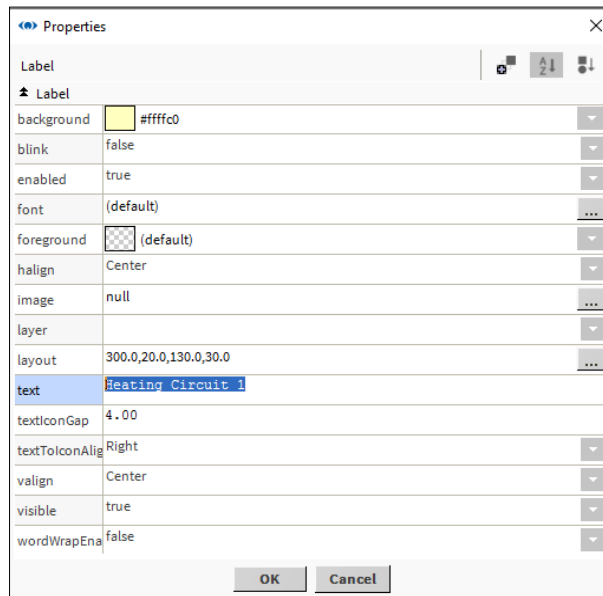 Properties
Label
Label
background #ffffc0
blink false
enabled true
font (default) ...
foreground (default)
halign Center
image null ...
layer
layout 300.0,20.0,130.0,30.0 ...
text Heating Circuit 1
textIconGap 4.00
textToIconAlig Right
valign Center
visible true
wordWrapEna false
OK Cancel